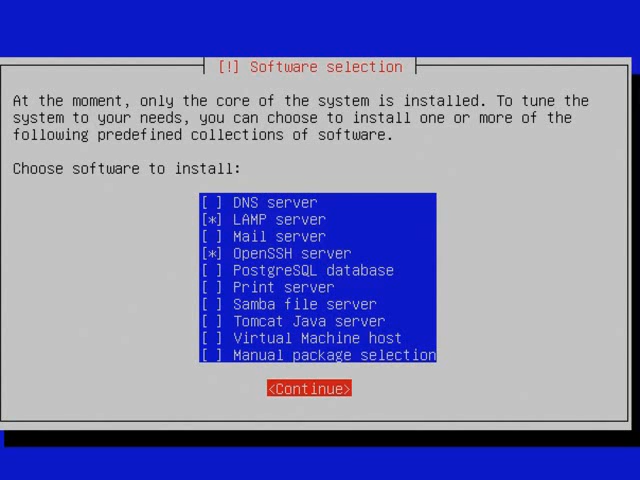 [!] Software selection
At the moment, only the core of the system is installed. To tune the
system to your needs, you can choose to install one or more of the
following predefined collections of software.
Choose software to install:
[ ] DNS server
[*] LAMP server
[ ] Mail server
[*] OpenSSH server
[ ] PostgreSQL database
[ ] Print server
[ ] Samba file server
[ ] Tomcat Java server
[ ] Virtual Machine host
[ ] Manual package selection
<Continue>